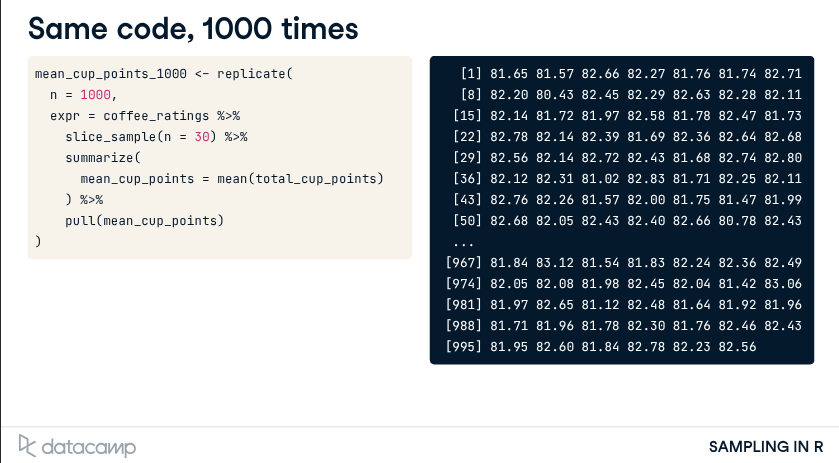 Same code, 1000 times
mean_cup_points_1000 <- replicate(
  n = 1000,
  expr = coffee_ratings %>%
    slice_sample(n = 30) %>%
    summarize(
      mean_cup_points = mean(total_cup_points)
    ) %>%
    pull(mean_cup_points)
)
[1] 81.65 81.57 82.66 82.27 81.76 81.74 82.71
[8] 82.20 80.43 82.45 82.29 82.63 82.28 82.11
[15] 82.14 81.72 81.97 82.58 81.78 82.47 81.73
[22] 82.78 82.14 82.39 81.69 82.36 82.64 82.68
[29] 82.56 82.14 82.72 82.43 81.68 82.74 82.80
[36] 82.12 82.31 81.02 82.83 81.71 82.25 82.11
[43] 82.76 82.26 81.57 82.00 81.75 81.47 81.99
[50] 82.68 82.05 82.43 82.40 82.66 80.78 82.43
...
[967] 81.84 83.12 81.54 81.83 82.24 82.36 82.49
[974] 82.05 82.08 81.98 82.45 82.04 81.42 83.06
[981] 81.97 82.65 81.12 82.48 81.64 81.92 81.96
[988] 81.71 81.96 81.78 82.30 81.76 82.46 82.43
[995] 81.95 82.60 81.84 82.78 82.23 82.56
datacamp
SAMPLING IN R